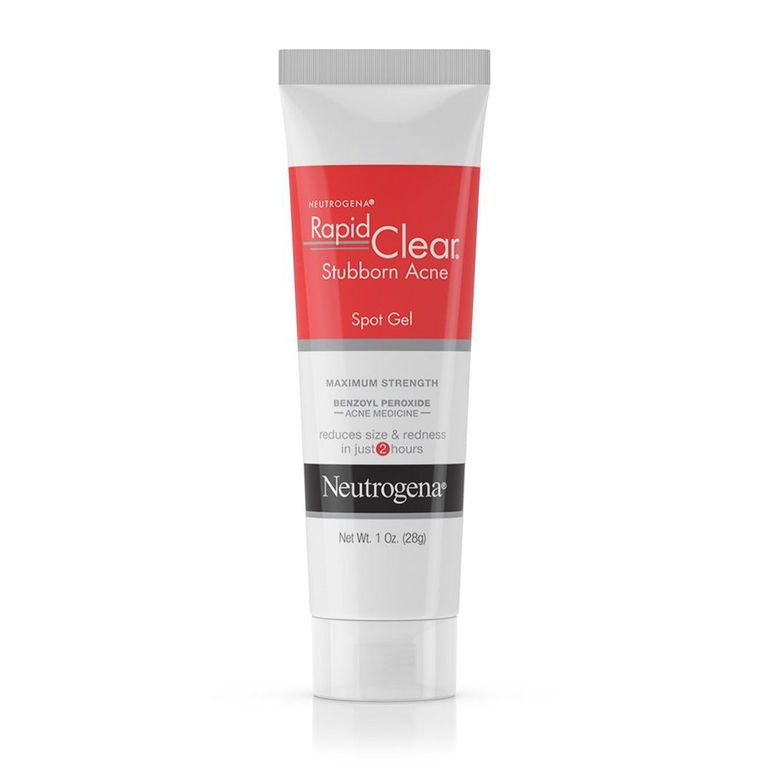 NEUTROGENA®
Rapid Clear®
Stubborn Acne
Spot Gel
MAXIMUM STRENGTH
BENZOYL PEROXIDE
—ACNE MEDICINE—
reduces size & redness
in just 2 hours
Neutrogena®
Net Wt. 1 Oz. (28g)